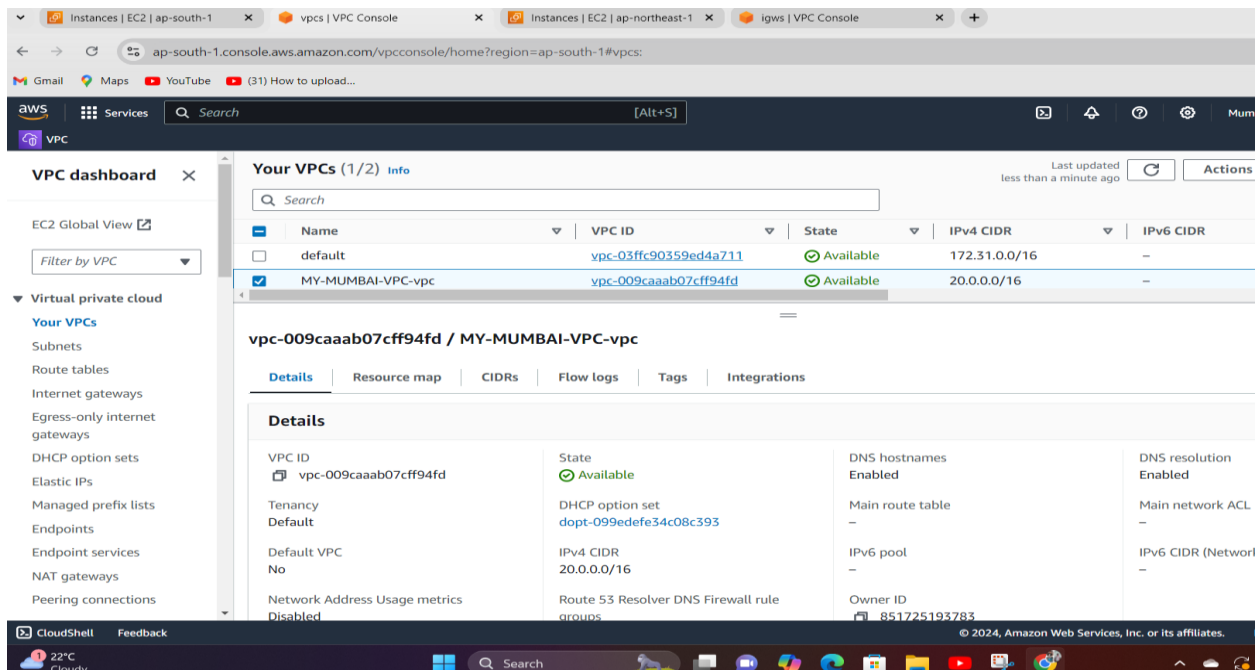 Instances | EC2 | ap-south-1
vpcs | VPC Console
Instances | EC2 | ap-northeast-1
igws | VPC Console
ap-south-1.console.aws.amazon.com/vpcconsole/home?region=ap-south-1#vpcs:
Gmail Maps YouTube (31) How to upload...
aws Services Search [Alt+S] Mum
VPC
VPC dashboard
EC2 Global View
Filter by VPC
Virtual private cloud
Your VPCs
Subnets
Route tables
Internet gateways
Egress-only internet
gateways
DHCP option sets
Elastic IPs
Managed prefix lists
Endpoints
Endpoint services
NAT gateways
Peering connections
Your VPCs (1/2) Info
Last updated
less than a minute ago
Actions
Search
Name VPC ID State IPv4 CIDR IPv6 CIDR
default vpc-03ffc90359ed4a711 Available 172.31.0.0/16 –
MY-MUMBAI-VPC-vpc vpc-009caaab07cff94fd Available 20.0.0.0/16 –
vpc-009caaab07cff94fd / MY-MUMBAI-VPC-vpc
Details Resource map CIDRs Flow logs Tags Integrations
Details
VPC ID State DNS hostnames DNS resolution
vpc-009caaab07cff94fd Available Enabled Enabled
Tenancy DHCP option set Main route table Main network ACL
Default dopt-099edefe34c08c393 – –
Default VPC IPv4 CIDR IPv6 pool IPv6 CIDR (Network
No 20.0.0.0/16 – –
Network Address Usage metrics Route 53 Resolver DNS Firewall rule Owner ID
Disabled groups 851725193783
CloudShell Feedback © 2024, Amazon Web Services, Inc. or its affiliates.
1 22°C Search
Cloudy